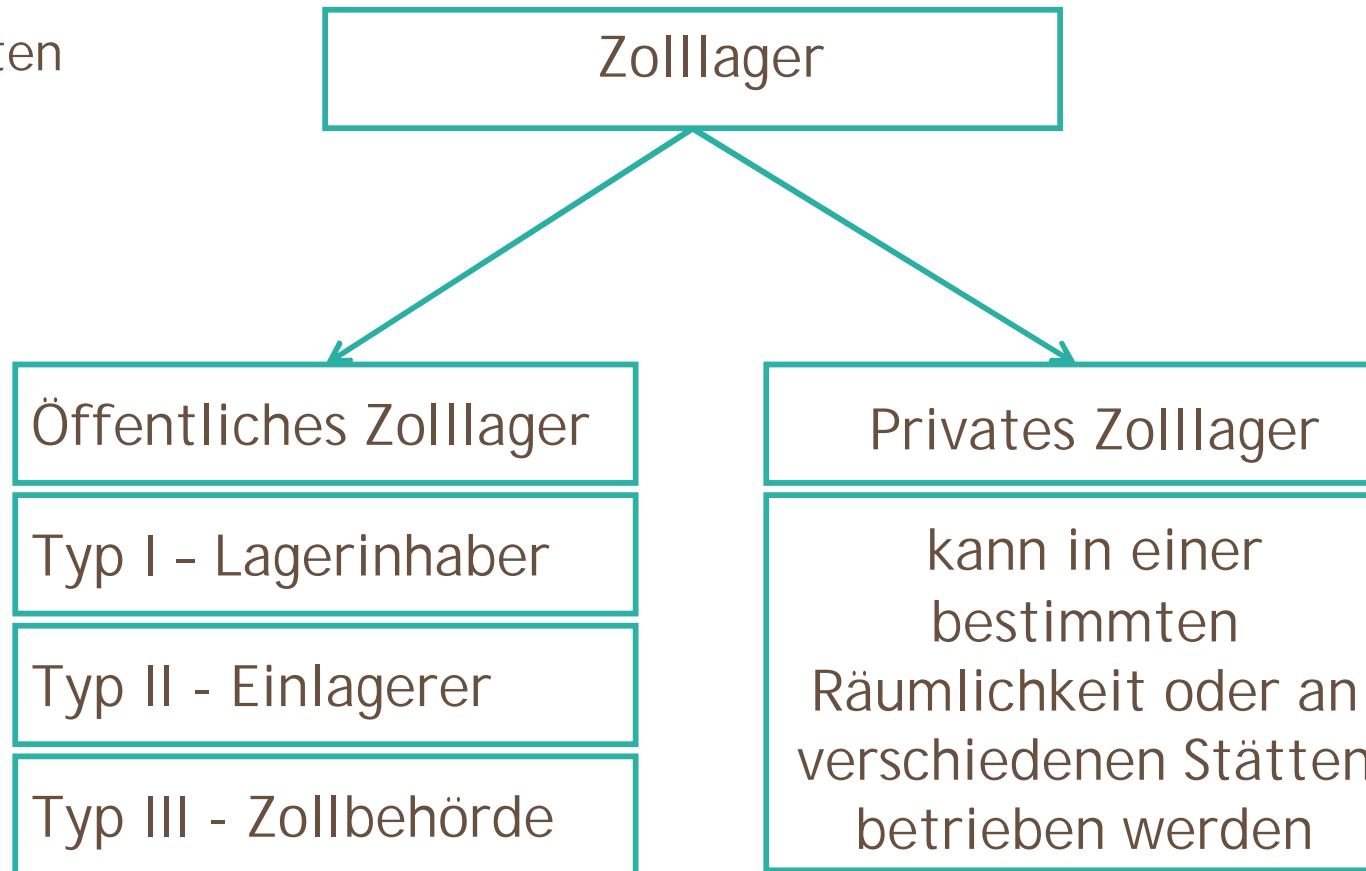 ten
Zolllager
Öffentliches Zolllager
Typ I – Lagerinhaber
Typ II - Einlagerer
Typ III - Zollbehörde
Privates Zolllager
kann in einer
bestimmten
Räumlichkeit oder an
verschiedenen Stätten
betrieben werden